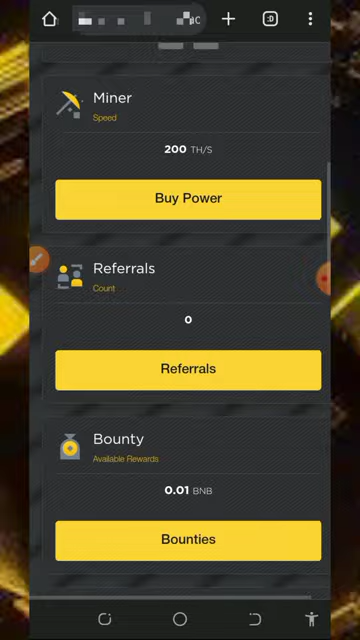 :D
Miner
Speed
200 TH/S
Buy Power
Referrals
Count
0
Referrals
Bounty
Available Rewards
0.01 BNB
Bounties